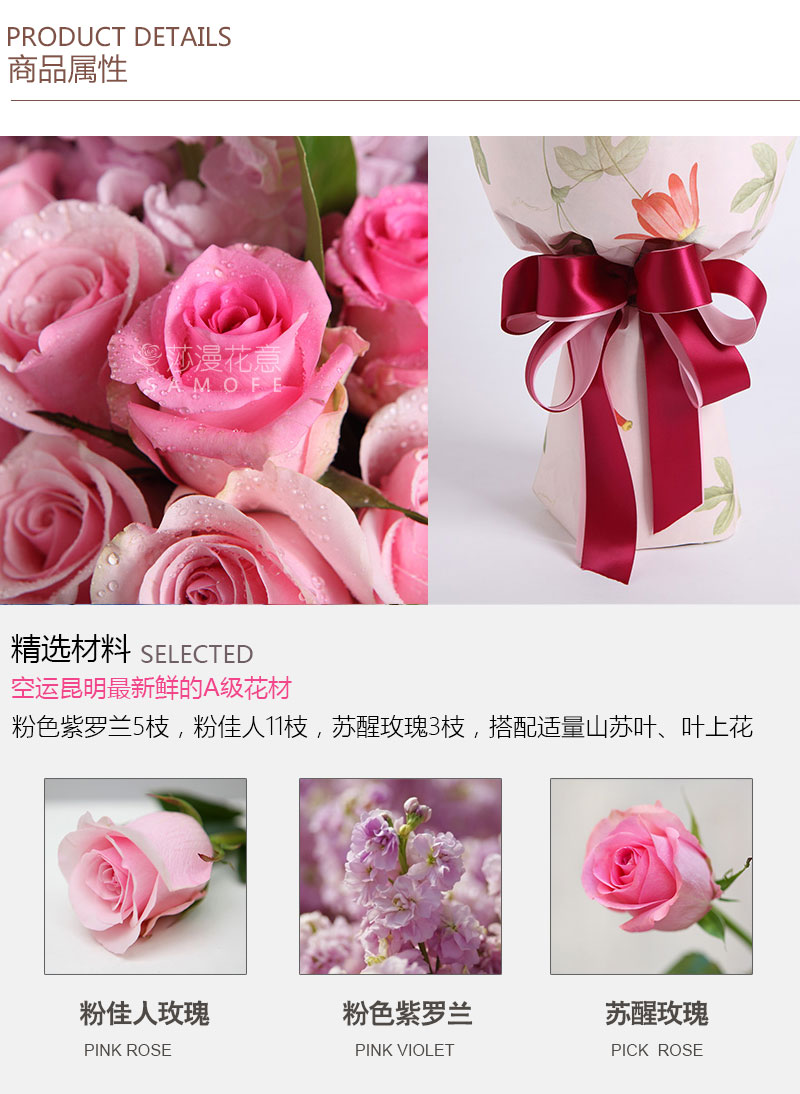 PRODUCT DETAILS
商品属性
莎漫花意
SAMOFE
精选材料 SELECTED
空运昆明最新鲜的A级花材
粉色紫罗兰5枝，粉佳人11枝，苏醒玫瑰3枝，搭配适量山苏叶、叶上花
粉佳人玫瑰
PINK ROSE
粉色紫罗兰
PINK VIOLET
苏醒玫瑰
PICK ROSE